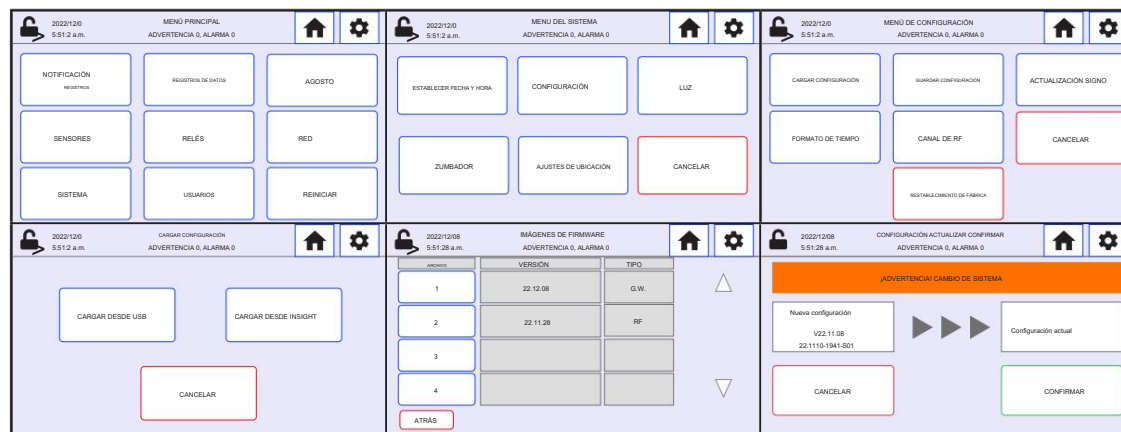 2022/12/0
MENÚ PRINCIPAL
5:51:2 a.m.
ADVERTENCIA 0, ALARMA 0
NOTIFICACIÓN
REGISTROS
REGISTROS DE DATOS
AGOSTO
SENSORES
RELÉS
RED
SISTEMA
USUARIOS
REINICIAR
2022/12/0
MENU DEL SISTEMA
5:51:2 a.m.
ADVERTENCIA 0, ALARMA 0
ESTABLECER FECHA Y HORA
CONFIGURACIÓN
LUZ
ZUMBADOR
AJUSTES DE UBICACIÓN
CANCELAR
2022/12/0
MENÚ DE CONFIGURACIÓN
5:51:2 a.m.
ADVERTENCIA 0, ALARMA 0
CARGAR CONFIGURACIÓN
GUARDAR CONFIGURACIÓN
ACTUALIZACIÓN SIGNO
FORMATO DE TIEMPO
CANAL DE RF
CANCELAR
RESTABLECIMIENTO DE FÁBRICA
2022/12/0
CARGAR CONFIGURACIÓN
5:51:2 a.m.
ADVERTENCIA 0, ALARMA 0
CARGAR DESDE USB
CARGAR DESDE INSIGHT
CANCELAR
2022/12/08
IMÁGENES DE FIRMWARE
5:51:28 a.m.
ADVERTENCIA 0, ALARMA 0
ARCHIVO
VERSIÓN
TIPO
1
22.12.08
G.W.
2
22.11.28
RF
3
4
ATRÁS
2022/12/08
CONFIGURACIÓN ACTUALIZAR CONFIRMAR
5:51:28 a.m.
ADVERTENCIA 0, ALARMA 0
¡ADVERTENCIA! CAMBIO DE SISTEMA
Nueva configuración
V22.11.08
22.1110-1941-S01
Configuración actual
CANCELAR
CONFIRMAR